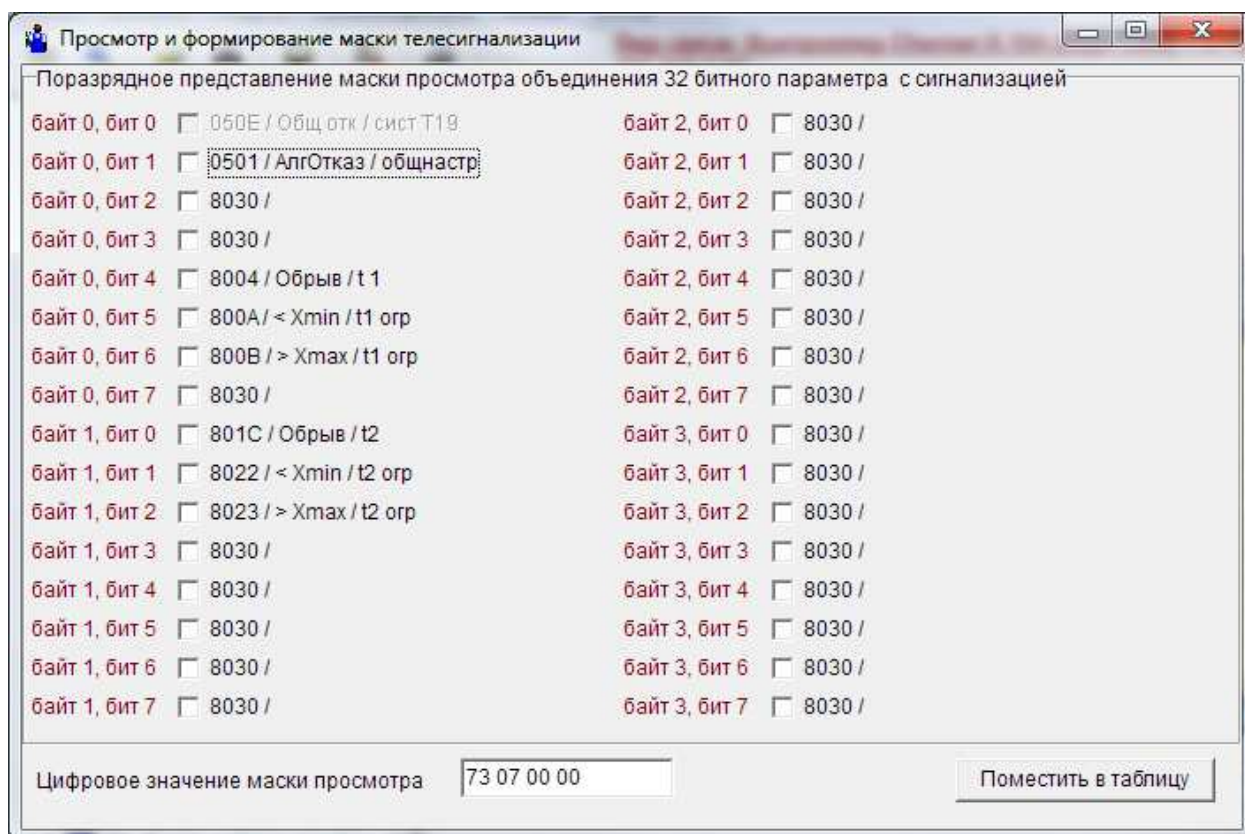 Просмотр и формирование маски телесигнализации
Поразрядное представление маски просмотра объединения 32 битного параметра с сигнализацией
байт 0, бит 0 050E / Общ отк / сист Т19
байт 0, бит 1 0501 / АлгОтказ / общнастр
байт 0, бит 2 8030 /
байт 0, бит 3 8030 /
байт 0, бит 4 8004 / Обрыв / t 1
байт 0, бит 5 800A / < Xmin / t1 огр
байт 0, бит 6 800B / > Xmax / t1 огр
байт 0, бит 7 8030 /
байт 1, бит 0 801C / Обрыв / t2
байт 1, бит 1 8022 / < Xmin / t2 огр
байт 1, бит 2 8023 / > Xmax / t2 огр
байт 1, бит 3 8030 /
байт 1, бит 4 8030 /
байт 1, бит 5 8030 /
байт 1, бит 6 8030 /
байт 1, бит 7 8030 /
байт 2, бит 0 8030 /
байт 2, бит 1 8030 /
байт 2, бит 2 8030 /
байт 2, бит 3 8030 /
байт 2, бит 4 8030 /
байт 2, бит 5 8030 /
байт 2, бит 6 8030 /
байт 2, бит 7 8030 /
байт 3, бит 0 8030 /
байт 3, бит 1 8030 /
байт 3, бит 2 8030 /
байт 3, бит 3 8030 /
байт 3, бит 4 8030 /
байт 3, бит 5 8030 /
байт 3, бит 6 8030 /
байт 3, бит 7 8030 /
Цифровое значение маски просмотра 73 07 00 00 Поместить в таблицу